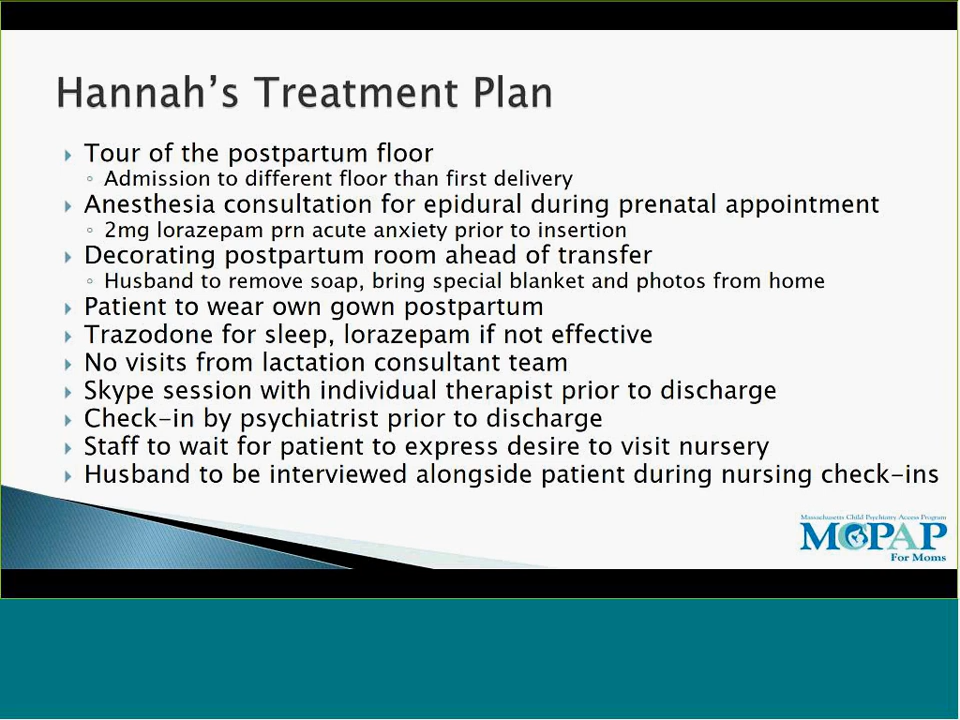 Hannah's Treatment Plan
Tour of the postpartum floor
Admission to different floor than first delivery
Anesthesia consultation for epidural during prenatal appointment
2mg lorazepam prn acute anxiety prior to insertion
Decorating postpartum room ahead of transfer
Husband to remove soap, bring special blanket and photos from home
Patient to wear own gown postpartum
Trazodone for sleep, lorazepam if not effective
No visits from lactation consultant team
Skype session with individual therapist prior to discharge
Check-in by psychiatrist prior to discharge
Staff to wait for patient to express desire to visit nursery
Husband to be interviewed alongside patient during nursing check-ins
Massachusetts Child Psychiatry Access Program
MCPAP
For Moms